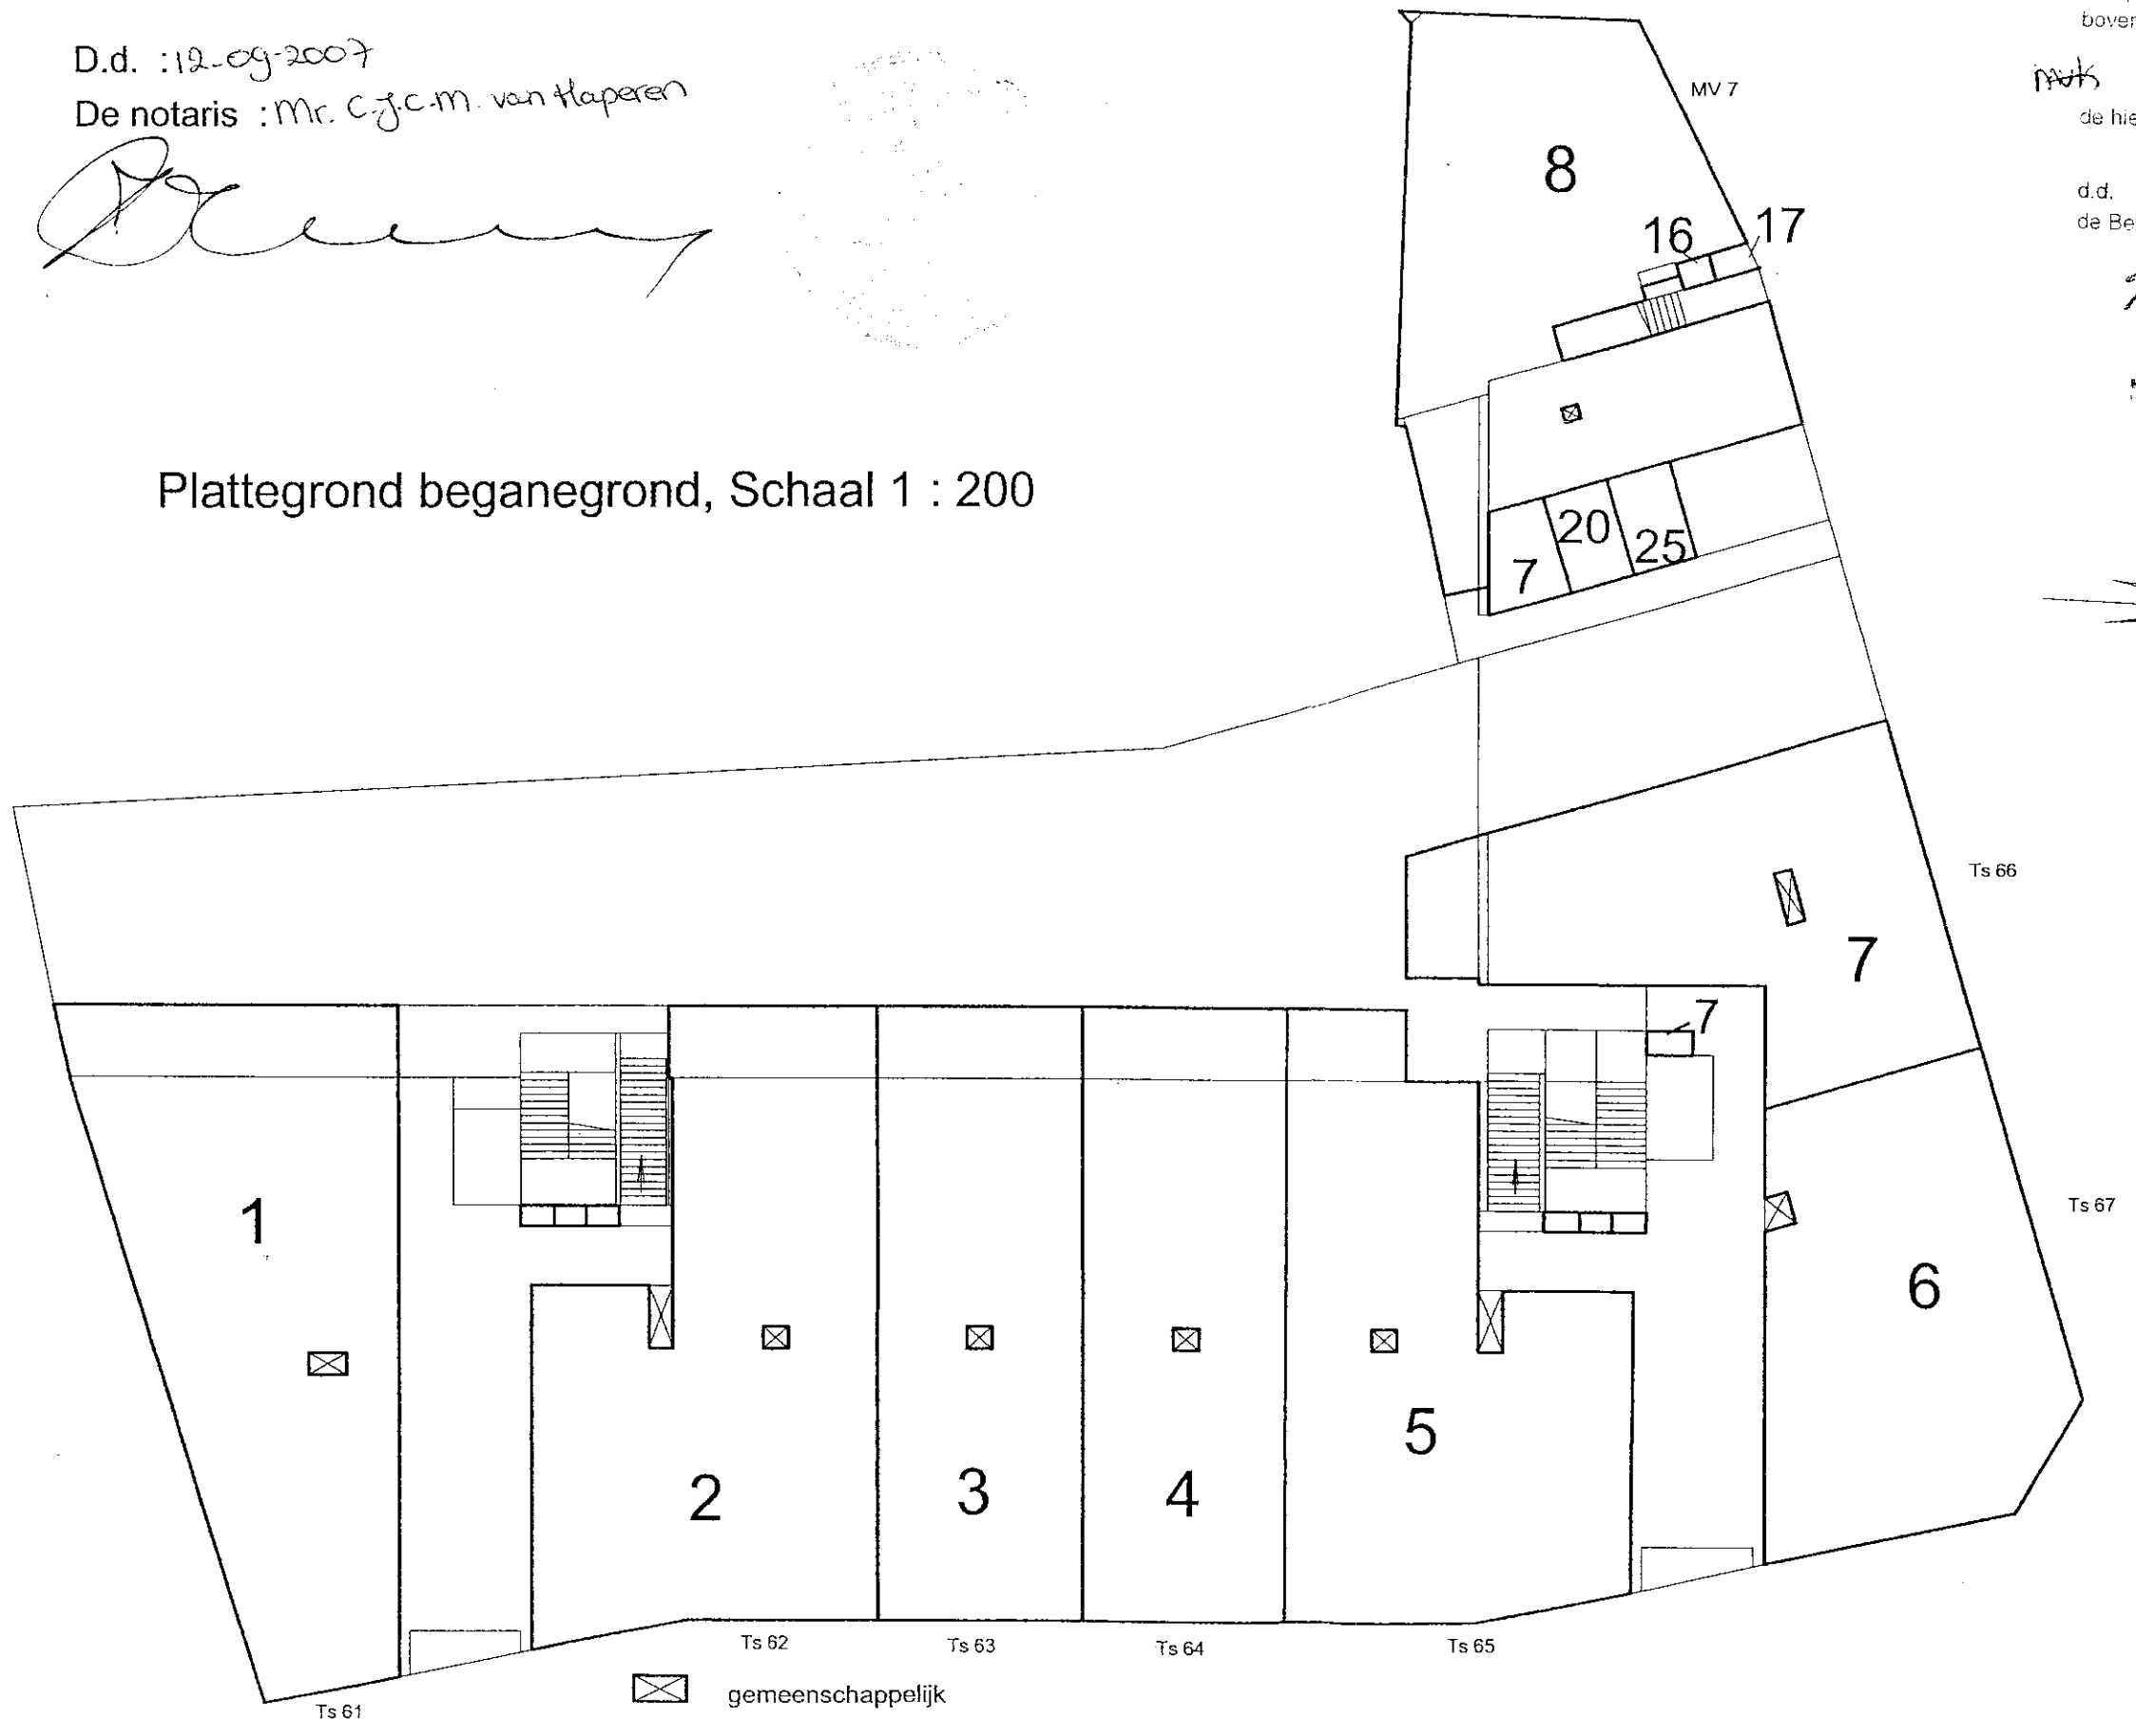 D.d. : 12-09-2007
De notaris : Mr. C.J.C.M. van Haperen
Plattegrond beganegrond, Schaal 1 : 200
MV 7
8
16
17
de hie
d.d.
de Be
20
25
7
Ts 66
7
7
1
Ts 67
6
5
2
3
4
Ts 62
Ts 63
Ts 64
Ts 65
gemeenschappelijk
Ts 61